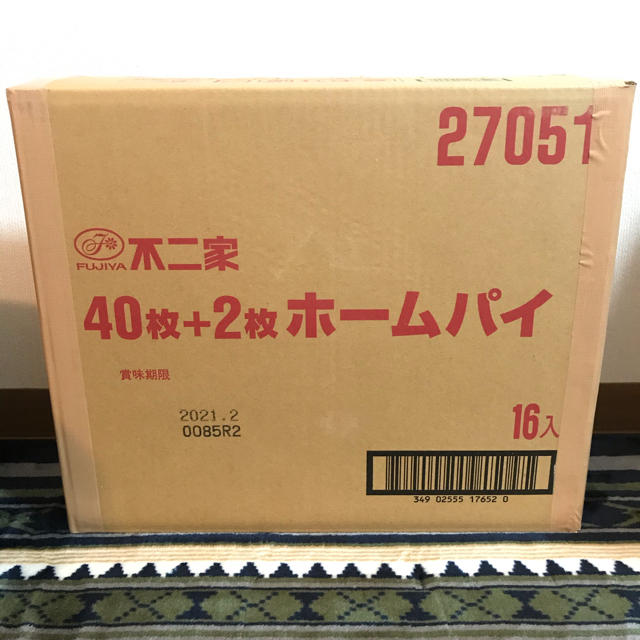 27051
FUJIYA 不二家
40枚+2枚 ホームパイ
賞味期限
2021.2
0085R2
16入
349 02555 17652 0